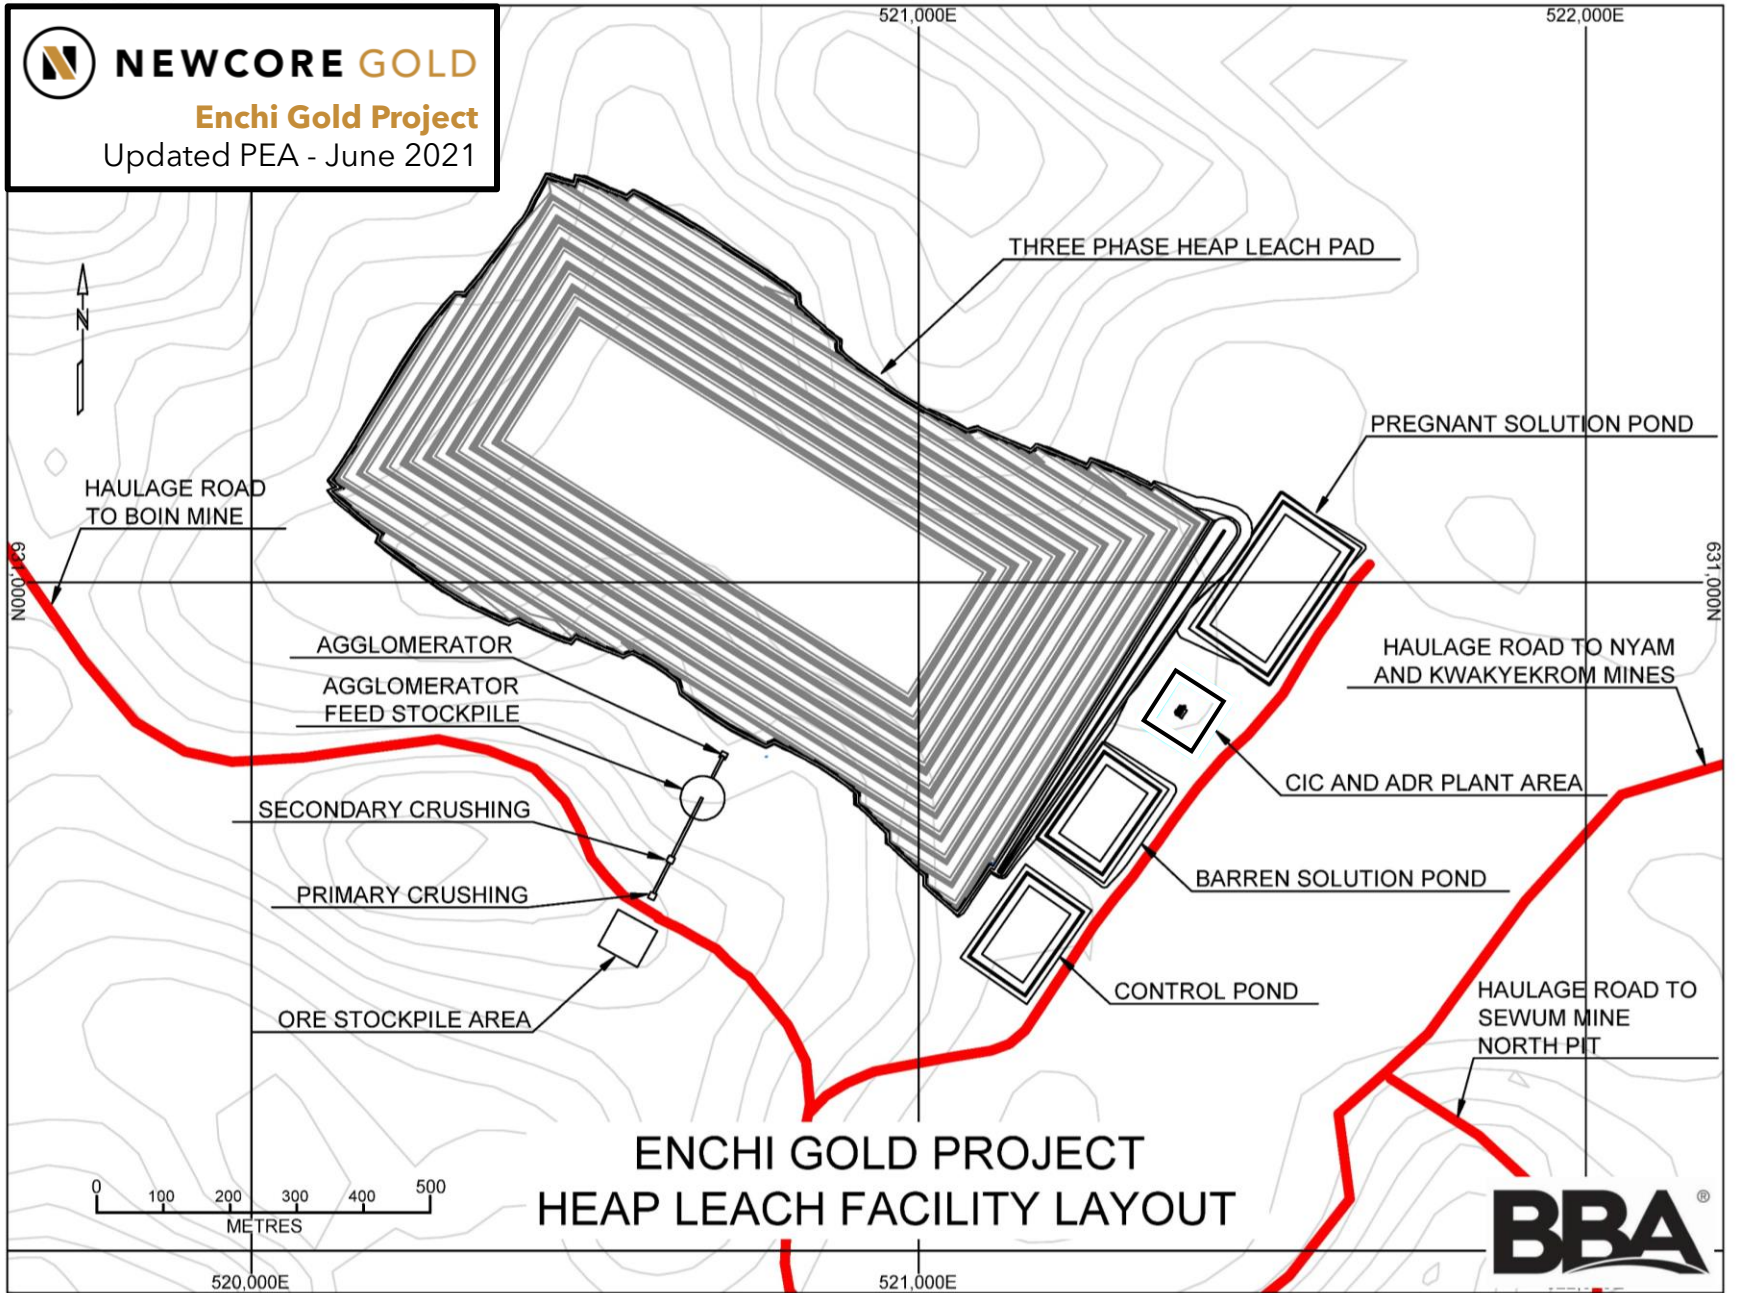 521,000E
522,000E
N NEWCORE GOLD
Enchi Gold Project
Updated PEA - June 2021
THREE PHASE HEAP LEACH PAD
N
PREGNANT SOLUTION POND
HAULAGE ROAD
TO BOIN MINE
631,000N
631,000N
AGGLOMERATOR
HAULAGE ROAD TO NYAM
AND KWAKYEKROM MINES
AGGLOMERATOR
FEED STOCKPILE
CIC AND ADR PLANT AREA
SECONDARY CRUSHING
BARREN SOLUTION POND
PRIMARY CRUSHING
CONTROL POND
HAULAGE ROAD TO
SEWUM MINE
NORTH PIT
ORE STOCKPILE AREA
ENCHI GOLD PROJECT
HEAP LEACH FACILITY LAYOUT
0 100 200 300 400 500
METRES
BBA®
520,000E
521,000E